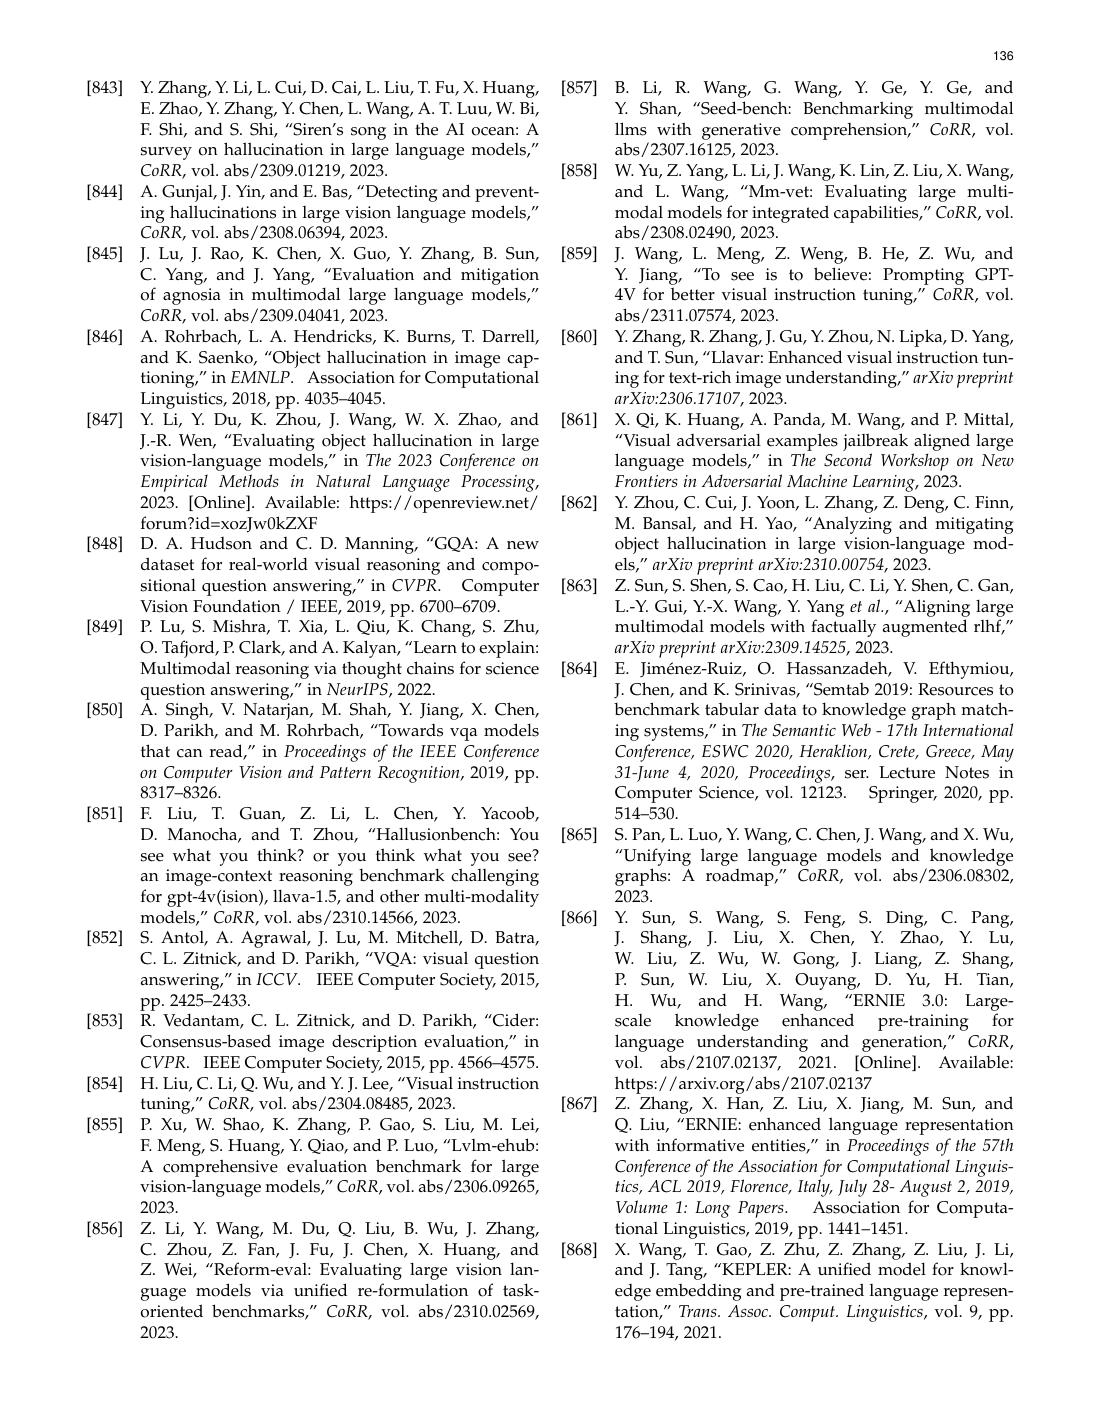 136
[843] Y. Zhang, Y. Li, L. Cui, D. Cai, L. Liu, T. Fu, X. Huang,
E. Zhao, Y. Zhang, Y. Chen, L. Wang, A. T. Luu, W. Bi,
F. Shi, and S. Shi, “Siren’s song in the AI ocean: A
survey on hallucination in large language models,”
CoRR, vol. abs/2309.01219, 2023.
[844] A. Gunjal, J. Yin, and E. Bas, “Detecting and prevent-
ing hallucinations in large vision language models,”
CoRR, vol. abs/2308.06394, 2023.
[845] J. Lu, J. Rao, K. Chen, X. Guo, Y. Zhang, B. Sun,
C. Yang, and J. Yang, “Evaluation and mitigation
of agnosia in multimodal large language models,”
CoRR, vol. abs/2309.04041, 2023.
[846] A. Rohrbach, L. A. Hendricks, K. Burns, T. Darrell,
and K. Saenko, “Object hallucination in image cap-
tioning,” in EMNLP. Association for Computational
Linguistics, 2018, pp. 4035–4045.
[847] Y. Li, Y. Du, K. Zhou, J. Wang, W. X. Zhao, and
J.-R. Wen, “Evaluating object hallucination in large
vision-language models,” in The 2023 Conference on
Empirical Methods in Natural Language Processing,
2023. [Online]. Available: https://openreview.net/
forum?id=xozJw0kZXF
[848] D. A. Hudson and C. D. Manning, “GQA: A new
dataset for real-world visual reasoning and compo-
sitional question answering,” in CVPR. Computer
Vision Foundation / IEEE, 2019, pp. 6700–6709.
[849] P. Lu, S. Mishra, T. Xia, L. Qiu, K. Chang, S. Zhu,
O. Tafjord, P. Clark, and A. Kalyan, “Learn to explain:
Multimodal reasoning via thought chains for science
question answering,” in NeurIPS, 2022.
[850] A. Singh, V. Natarjan, M. Shah, Y. Jiang, X. Chen,
D. Parikh, and M. Rohrbach, “Towards vqa models
that can read,” in Proceedings of the IEEE Conference
on Computer Vision and Pattern Recognition, 2019, pp.
8317–8326.
[851] F. Liu, T. Guan, Z. Li, L. Chen, Y. Yacoob,
D. Manocha, and T. Zhou, “Hallusionbench: You
see what you think? or you think what you see?
an image-context reasoning benchmark challenging
for gpt-4v(ision), llava-1.5, and other multi-modality
models,” CoRR, vol. abs/2310.14566, 2023.
[852] S. Antol, A. Agrawal, J. Lu, M. Mitchell, D. Batra,
C. L. Zitnick, and D. Parikh, “VQA: visual question
answering,” in ICCV. IEEE Computer Society, 2015,
pp. 2425–2433.
[853] R. Vedantam, C. L. Zitnick, and D. Parikh, “Cider:
Consensus-based image description evaluation,” in
CVPR. IEEE Computer Society, 2015, pp. 4566–4575.
[854] H. Liu, C. Li, Q. Wu, and Y. J. Lee, “Visual instruction
tuning,” CoRR, vol. abs/2304.08485, 2023.
[855] P. Xu, W. Shao, K. Zhang, P. Gao, S. Liu, M. Lei,
F. Meng, S. Huang, Y. Qiao, and P. Luo, “Lvlm-ehub:
A comprehensive evaluation benchmark for large
vision-language models,” CoRR, vol. abs/2306.09265,
2023.
[856] Z. Li, Y. Wang, M. Du, Q. Liu, B. Wu, J. Zhang,
C. Zhou, Z. Fan, J. Fu, J. Chen, X. Huang, and
Z. Wei, “Reform-eval: Evaluating large vision lan-
guage models via unified re-formulation of task-
oriented benchmarks,” CoRR, vol. abs/2310.02569,
2023.
[857] B. Li, R. Wang, G. Wang, Y. Ge, Y. Ge, and
Y. Shan, “Seed-bench: Benchmarking multimodal
llms with generative comprehension,” CoRR, vol.
abs/2307.16125, 2023.
[858] W. Yu, Z. Yang, L. Li, J. Wang, K. Lin, Z. Liu, X. Wang,
and L. Wang, “Mm-vet: Evaluating large multi-
modal models for integrated capabilities,” CoRR, vol.
abs/2308.02490, 2023.
[859] J. Wang, L. Meng, Z. Weng, B. He, Z. Wu, and
Y. Jiang, “To see is to believe: Prompting GPT-
4V for better visual instruction tuning,” CoRR, vol.
abs/2311.07574, 2023.
[860] Y. Zhang, R. Zhang, J. Gu, Y. Zhou, N. Lipka, D. Yang,
and T. Sun, “Llavar: Enhanced visual instruction tun-
ing for text-rich image understanding,” arXiv preprint
arXiv:2306.17107, 2023.
[861] X. Qi, K. Huang, A. Panda, M. Wang, and P. Mittal,
“Visual adversarial examples jailbreak aligned large
language models,” in The Second Workshop on New
Frontiers in Adversarial Machine Learning, 2023.
[862] Y. Zhou, C. Cui, J. Yoon, L. Zhang, Z. Deng, C. Finn,
M. Bansal, and H. Yao, “Analyzing and mitigating
object hallucination in large vision-language mod-
els,” arXiv preprint arXiv:2310.00754, 2023.
[863] Z. Sun, S. Shen, S. Cao, H. Liu, C. Li, Y. Shen, C. Gan,
L.-Y. Gui, Y.-X. Wang, Y. Yang et al., “Aligning large
multimodal models with factually augmented rlhf,”
arXiv preprint arXiv:2309.14525, 2023.
[864] E. Jiménez-Ruiz, O. Hassanzadeh, V. Efthymiou,
J. Chen, and K. Srinivas, “Semtab 2019: Resources to
benchmark tabular data to knowledge graph match-
ing systems,” in The Semantic Web - 17th International
Conference, ESWC 2020, Heraklion, Crete, Greece, May
31-June 4, 2020, Proceedings, ser. Lecture Notes in
Computer Science, vol. 12123. Springer, 2020, pp.
514–530.
[865] S. Pan, L. Luo, Y. Wang, C. Chen, J. Wang, and X. Wu,
“Unifying large language models and knowledge
graphs: A roadmap,” CoRR, vol. abs/2306.08302,
2023.
[866] Y. Sun, S. Wang, S. Feng, S. Ding, C. Pang,
J. Shang, J. Liu, X. Chen, Y. Zhao, Y. Lu,
W. Liu, Z. Wu, W. Gong, J. Liang, Z. Shang,
P. Sun, W. Liu, X. Ouyang, D. Yu, H. Tian,
H. Wu, and H. Wang, “ERNIE 3.0: Large-
scale knowledge enhanced pre-training for
language understanding and generation,” CoRR,
vol. abs/2107.02137, 2021. [Online]. Available:
https://arxiv.org/abs/2107.02137
[867] Z. Zhang, X. Han, Z. Liu, X. Jiang, M. Sun, and
Q. Liu, “ERNIE: enhanced language representation
with informative entities,” in Proceedings of the 57th
Conference of the Association for Computational Linguis-
tics, ACL 2019, Florence, Italy, July 28- August 2, 2019,
Volume 1: Long Papers. Association for Computa-
tional Linguistics, 2019, pp. 1441–1451.
[868] X. Wang, T. Gao, Z. Zhu, Z. Zhang, Z. Liu, J. Li,
and J. Tang, “KEPLER: A unified model for knowl-
edge embedding and pre-trained language represen-
tation,” Trans. Assoc. Comput. Linguistics, vol. 9, pp.
176–194, 2021.